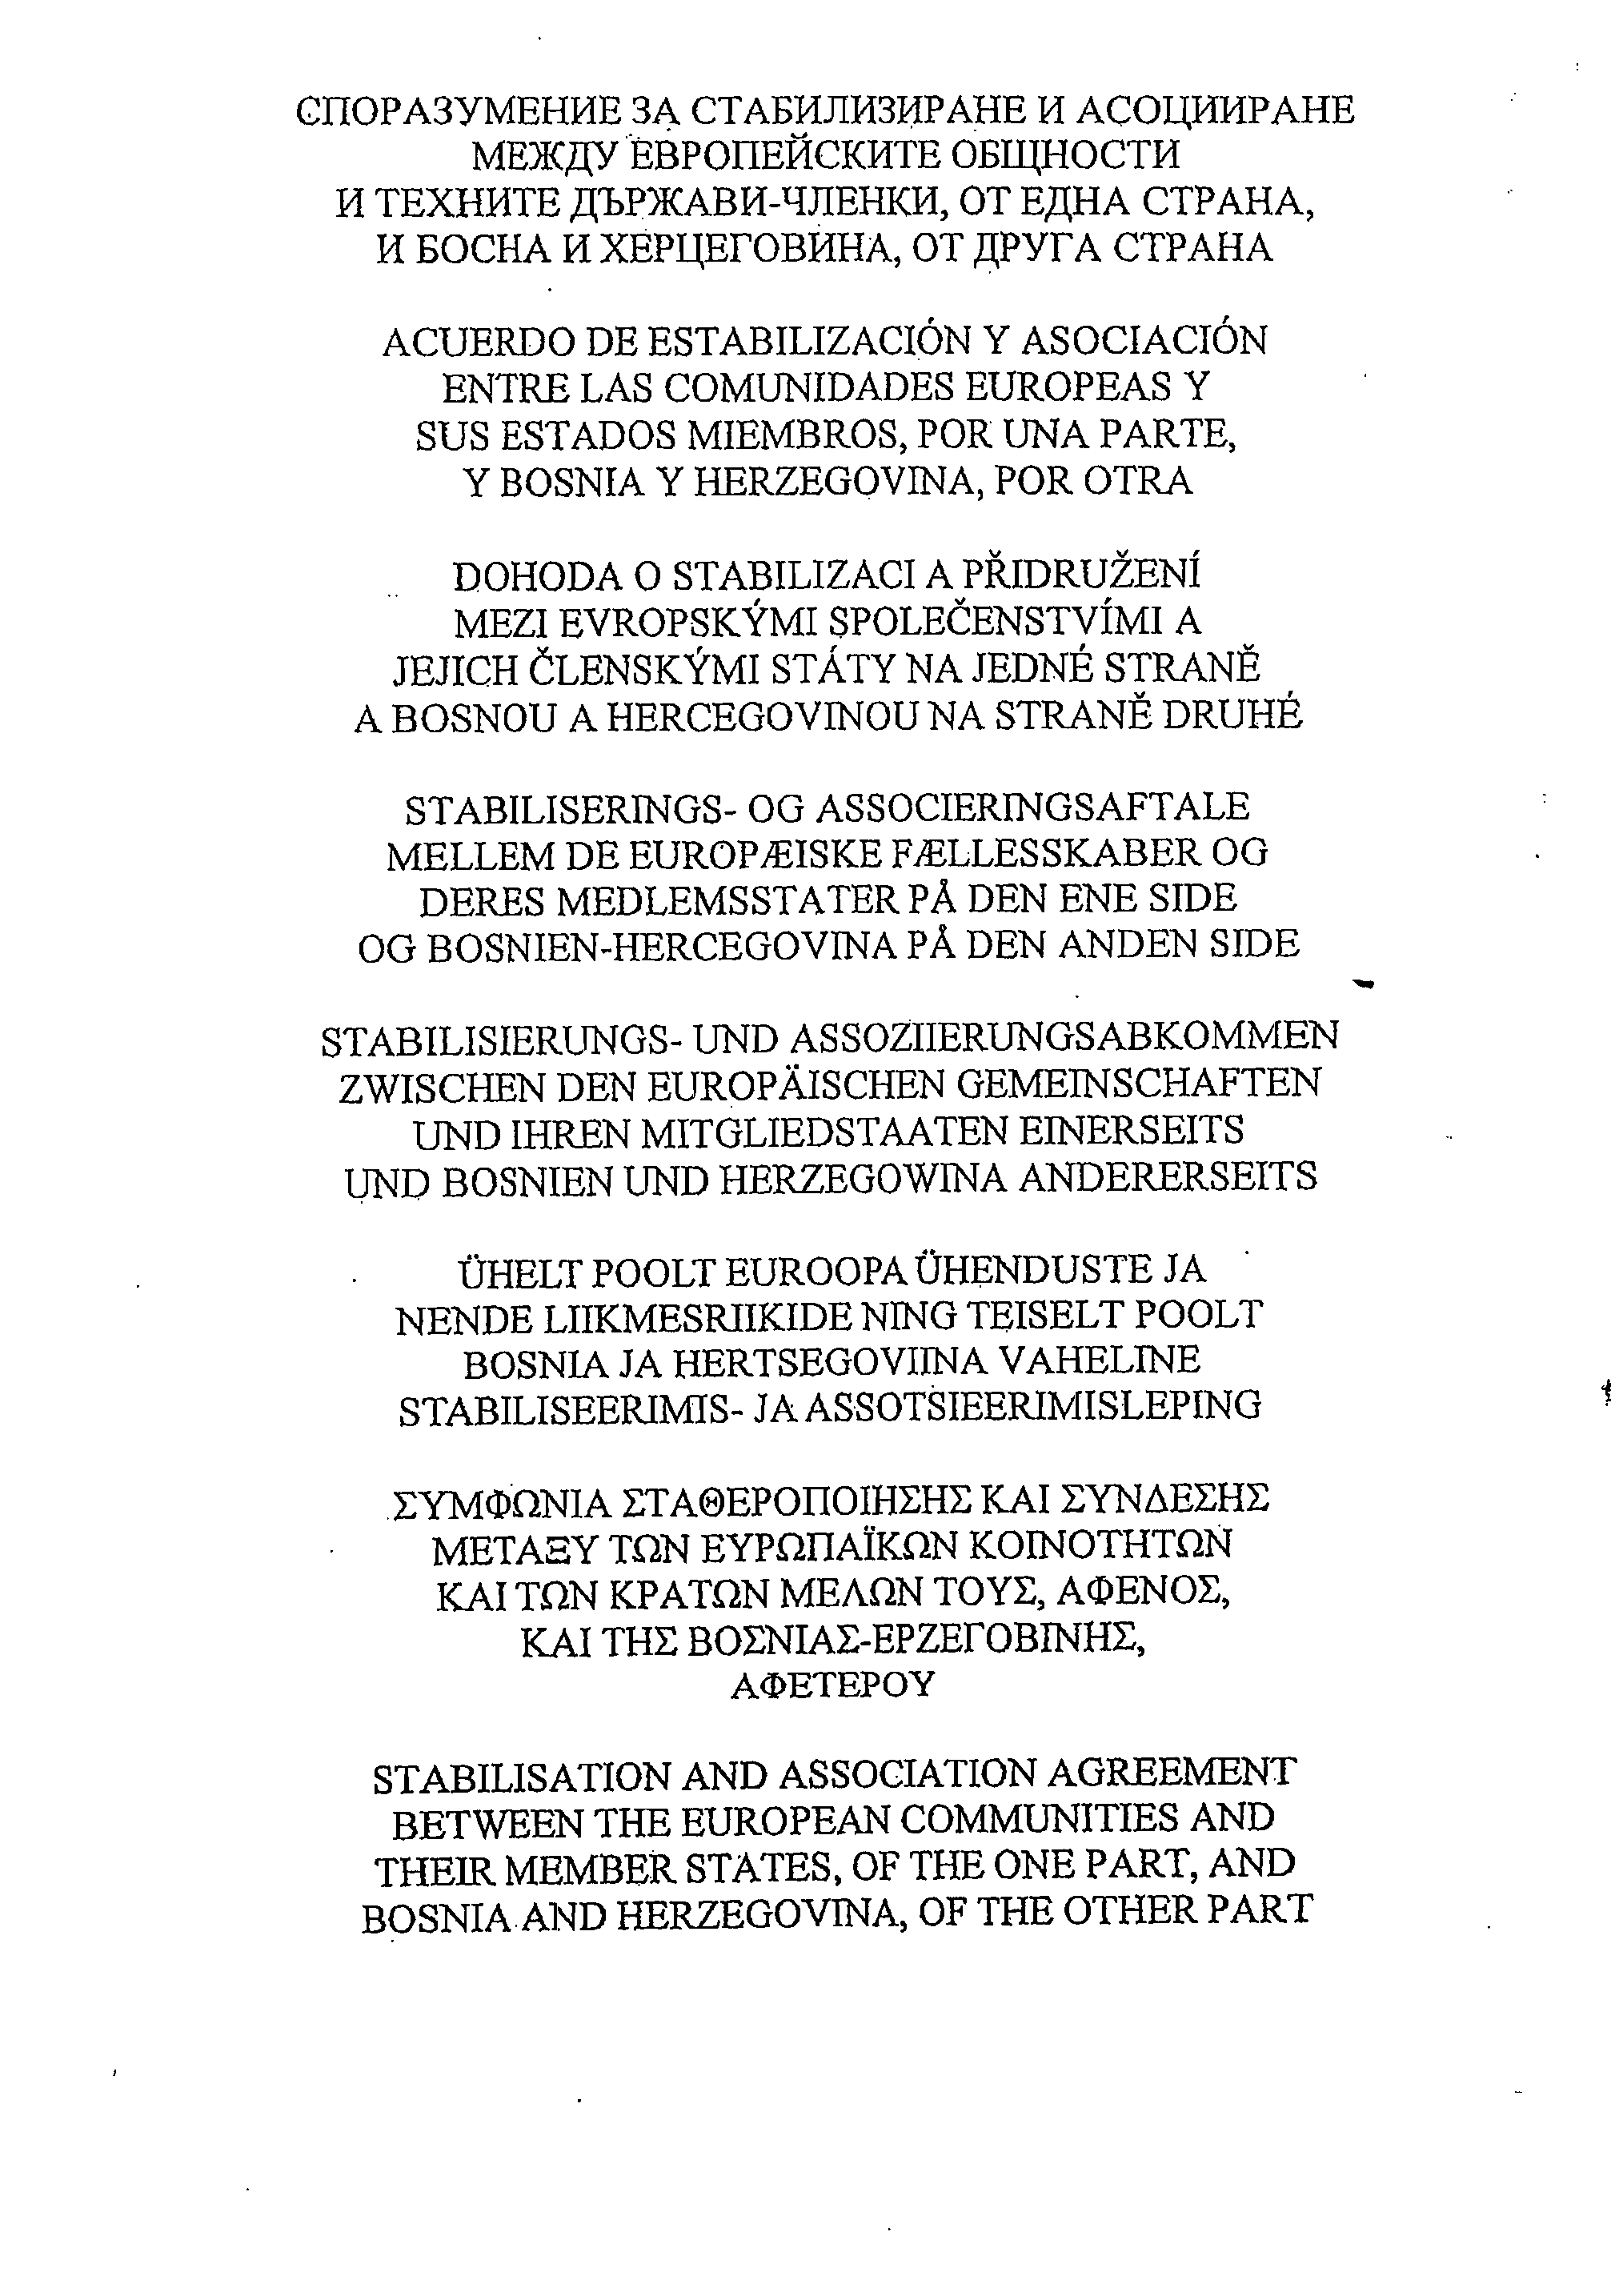 СПОРАЗУМЕНИЕ ЗА СТАБИЛИЗИРАНЕ И АСОЦИИРАНЕ
МЕЖДУ ЕВРОПЕЙСКИТЕ ОБЩНОСТИ
И ТЕХНИТЕ ДЪРЖАВИ-ЧЛЕНКИ, ОТ ЕДНА СТРАНА,
И БОСНА И ХЕРЦЕГОВИНА, ОТ ДРУГА СТРАНА
ACUERDO DE ESTABILIZACIÓN Y ASOCIACIÓN
ENTRE LAS COMUNIDADES EUROPEAS Y
SUS ESTADOS MIEMBROS, POR UNA PARTE,
Y BOSNIA Y HERZEGOVINA, POR OTRA
DOHODA O STABILIZACI A PŘIDRUŽENÍ
MEZI EVROPSKÝMI SPOLEČENSTVÍMI A
JEJICH ČLENSKÝMI STÁTY NA JEDNÉ STRANĚ
A BOSNOU A HERCEGOVINOU NA STRANĚ DRUHÉ
STABILISERINGS- OG ASSOCIERINGSAFTALE
MELLEM DE EUROPÆISKE FÆLLESSKABER OG
DERES MEDLEMSSTATER PÅ DEN ENE SIDE
OG BOSNIEN-HERCEGOVINA PÅ DEN ANDEN SIDE
STABILISIERUNGS- UND ASSOZIIERUNGSABKOMMEN
ZWISCHEN DEN EUROPÄISCHEN GEMEINSCHAFTEN
UND IHREN MITGLIEDSTAATEN EINERSEITS
UND BOSNIEN UND HERZEGOWINA ANDERERSEITS
ÜHELT POOLT EUROOPA ÜHENDUSTE JA
NENDE LIIKMESRIIKIDE NING TEISELT POOLT
BOSNIA JA HERTSEGOVIINA VAHELINE
STABILISEERIMIS- JA ASSOTSIEERIMISLEPING
ΣΥΜΦΩΝΙΑ ΣΤΑΘΕΡΟΠΟΙΗΣΗΣ ΚΑΙ ΣΥΝΔΕΣΗΣ
ΜΕΤΑΞΥ ΤΩΝ ΕΥΡΩΠΑΪΚΩΝ ΚΟΙΝΟΤΗΤΩΝ
ΚΑΙ ΤΩΝ ΚΡΑΤΩΝ ΜΕΛΩΝ ΤΟΥΣ, ΑΦΕΝΟΣ,
ΚΑΙ ΤΗΣ ΒΟΣΝΙΑΣ-ΕΡΖΕΓΟΒΙΝΗΣ,
ΑΦΕΤΕΡΟΥ
STABILISATION AND ASSOCIATION AGREEMENT
BETWEEN THE EUROPEAN COMMUNITIES AND
THEIR MEMBER STATES, OF THE ONE PART, AND
BOSNIA AND HERZEGOVINA, OF THE OTHER PART